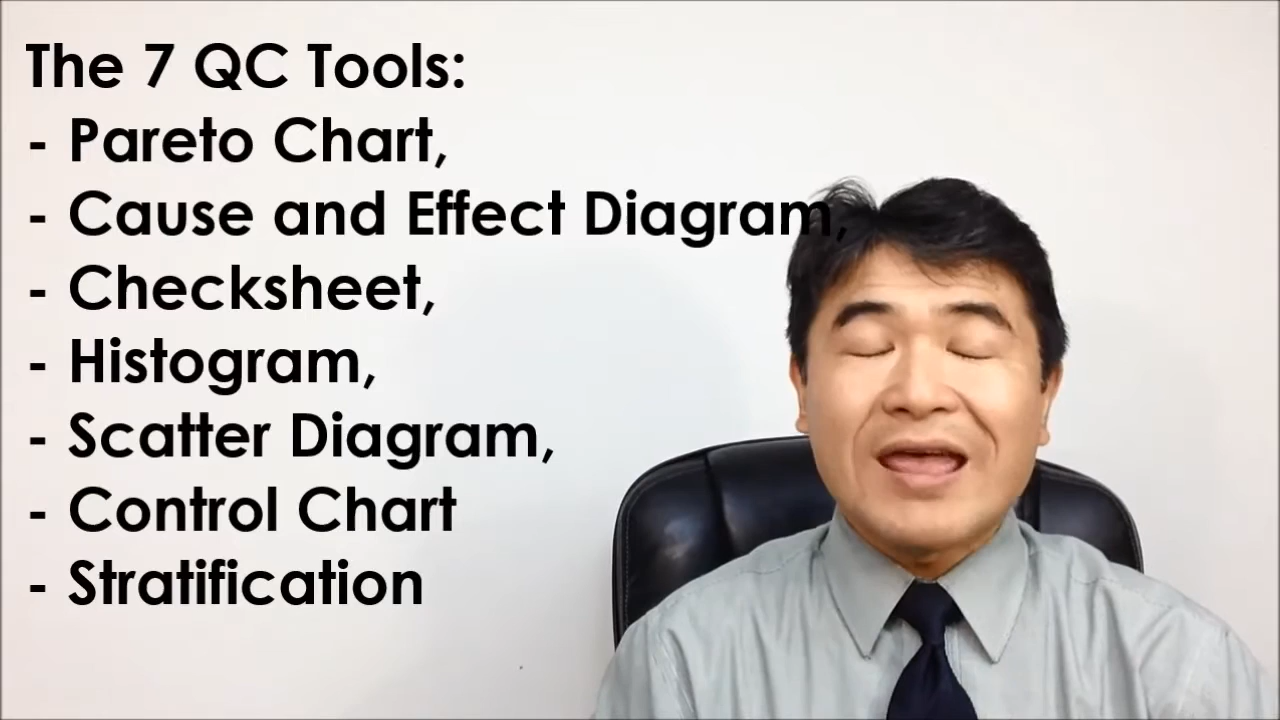 The 7 QC Tools:
- Pareto Chart,
- Cause and Effect Diagram,
- Checksheet,
- Histogram,
- Scatter Diagram,
- Control Chart
- Stratification